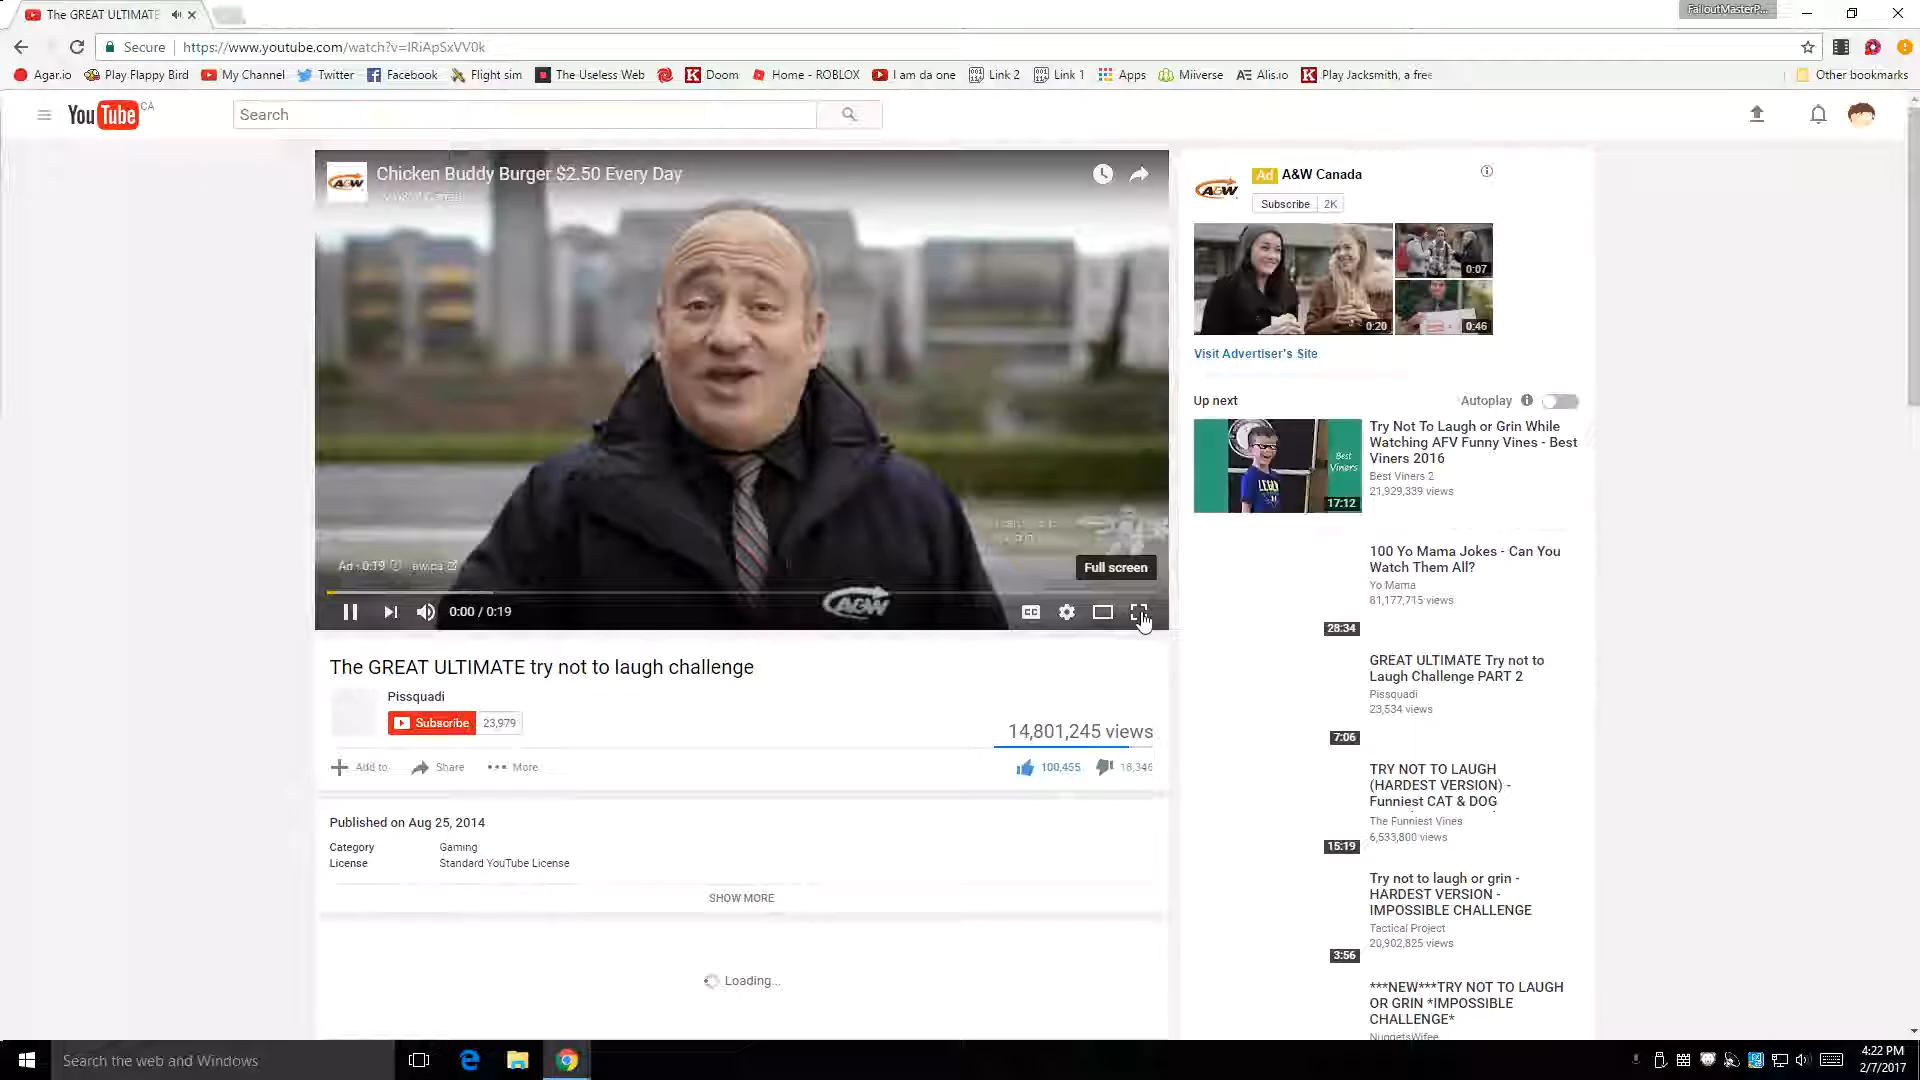 The GREAT ULTIMATE
FalloutMasterP...
Secure
https://www.youtube.com/watch?v=IRiApSxVV0k
Agar.io
Play Flappy Bird
My Channel
Twitter
Facebook
Flight sim
The Useless Web
Doom
Home - ROBLOX
I am da one
Link 2
Link 1
Apps
Miiverse
Alis.io
Play Jacksmith, a free
Other bookmarks
YouTube CA
Search
A&W
Chicken Buddy Burger $2.50 Every Day
Ad · 0:19
aw.ca
Full screen
0:00 / 0:19
CC
A&W
The GREAT ULTIMATE try not to laugh challenge
Pissquadi
Subscribe 23,979
14,801,245 views
Add to
Share
More
100,455
18,346
Published on Aug 25, 2014
Category Gaming
License Standard YouTube License
SHOW MORE
Loading...
A&W
Ad A&W Canada
Subscribe 2K
0:20
0:07
0:46
Visit Advertiser's Site
Up next
Autoplay
Best
Viners
17:12
Try Not To Laugh or Grin While
Watching AFV Funny Vines - Best
Viners 2016
Best Viners 2
21,929,339 views
100 Yo Mama Jokes - Can You
Watch Them All?
Yo Mama
81,177,715 views
28:34
GREAT ULTIMATE Try not to
Laugh Challenge PART 2
Pissquadi
23,534 views
7:06
TRY NOT TO LAUGH
(HARDEST VERSION) -
Funniest CAT & DOG
The Funniest Vines
6,533,800 views
15:19
Try not to laugh or grin -
HARDEST VERSION -
IMPOSSIBLE CHALLENGE
Tactical Project
20,902,825 views
3:56
***NEW***TRY NOT TO LAUGH
OR GRIN *IMPOSSIBLE
CHALLENGE*
NuggetsWifee
Search the web and Windows
4:22 PM
2/7/2017